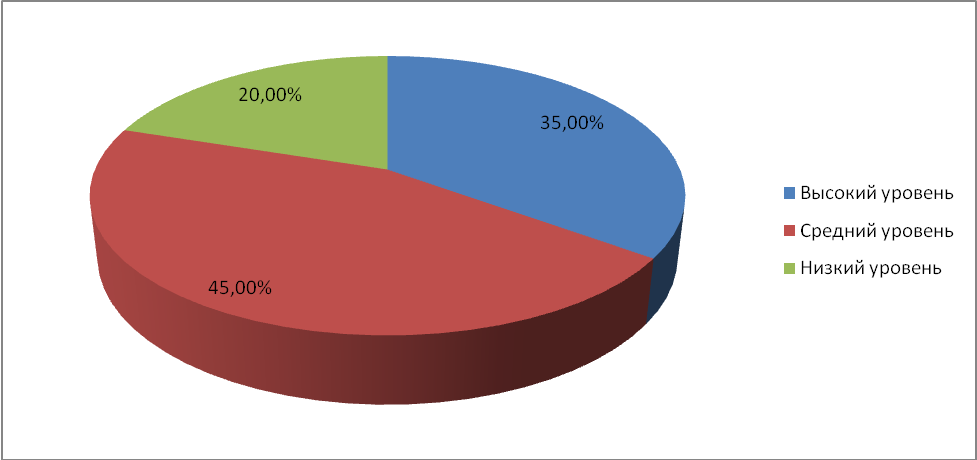 20,00%
35,00%
45,00%
Высокий уровень
Средний уровень
Низкий уровень